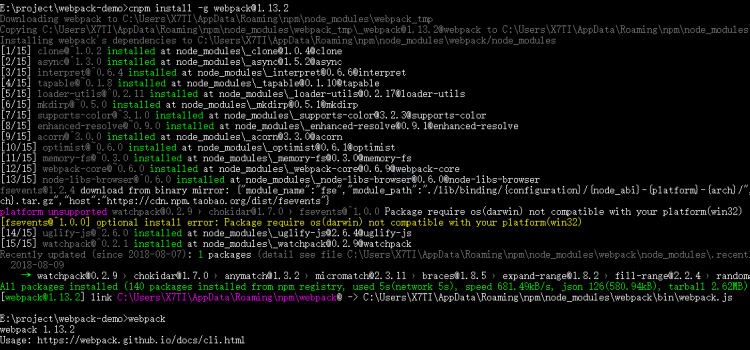 E:\project\webpack-demo>cnpm install -g webpack@1.13.2
Downloading webpack to C:\Users\X7TI\AppData\Roaming\npm\node_modules\webpack_tmp
Copying C:\Users\X7TI\AppData\Roaming\npm\node_modules\webpack_tmp\_webpack@1.13.2@webpack to C:\Users\X7TI\AppData\Roaming\npm\node_modules\webpack
Installing webpack's dependencies to C:\Users\X7TI\AppData\Roaming\npm\node_modules\webpack/node_modules
[1/15] clone@^1.0.2 installed at node_modules\_clone@1.0.4@clone
[2/15] async@^1.3.0 installed at node_modules\_async@1.5.2@async
[3/15] interpret@^0.6.4 installed at node_modules\_interpret@0.6.6@interpret
[4/15] tapable@~0.1.8 installed at node_modules\_tapable@0.1.10@tapable
[5/15] loader-utils@^0.2.11 installed at node_modules\_loader-utils@0.2.17@loader-utils
[6/15] mkdirp@~0.5.0 installed at node_modules\_mkdirp@0.5.1@mkdirp
[7/15] supports-color@^3.1.0 installed at node_modules\_supports-color@3.2.3@supports-color
[8/15] enhanced-resolve@~0.9.0 installed at node_modules\_enhanced-resolve@0.9.1@enhanced-resolve
[9/15] acorn@^3.0.0 installed at node_modules\_acorn@3.3.0@acorn
[10/15] optimist@~0.6.0 installed at node_modules\_optimist@0.6.1@optimist
[11/15] memory-fs@~0.3.0 installed at node_modules\_memory-fs@0.3.0@memory-fs
[12/15] webpack-core@~0.6.0 installed at node_modules\_webpack-core@0.6.9@webpack-core
[13/15] node-libs-browser@^0.6.0 installed at node_modules\_node-libs-browser@0.6.0@node-libs-browser
fsevents@1.2.4 download from binary mirror: {"module_name":"fse","module_path":"./lib/binding/{configuration}/{node_abi}-{platform}-{arch}/",
ch}.tar.gz","host":"https://cdn.npm.taobao.org/dist/fsevents"}
platform unsupported watchpack@0.2.9 › chokidar@1.7.0 › fsevents@^1.0.0 Package require os(darwin) not compatible with your platform(win32)
[fsevents@^1.0.0] optional install error: Package require os(darwin) not compatible with your platform(win32)
[14/15] uglify-js@~2.6.0 installed at node_modules\_uglify-js@2.6.4@uglify-js
[15/15] watchpack@^0.2.1 installed at node_modules\_watchpack@0.2.9@watchpack
Recently updated (since 2018-08-07): 1 packages (detail see file C:\Users\X7TI\AppData\Roaming\npm\node_modules\webpack\node_modules\.recent
2018-08-09
→ watchpack@0.2.9 › chokidar@1.7.0 › anymatch@1.3.2 › micromatch@2.3.11 › braces@1.8.5 › expand-range@1.8.2 › fill-range@2.2.4 › random
All packages installed (140 packages installed from npm registry, used 5s(network 5s), speed 681.49kB/s, json 126(580.94kB), tarball 2.62MB)
[webpack@1.13.2] link C:\Users\X7TI\AppData\Roaming\npm\webpack@ -> C:\Users\X7TI\AppData\Roaming\npm\node_modules\webpack\bin\webpack.js
E:\project\webpack-demo>webpack
webpack 1.13.2
Usage: https://webpack.github.io/docs/cli.html